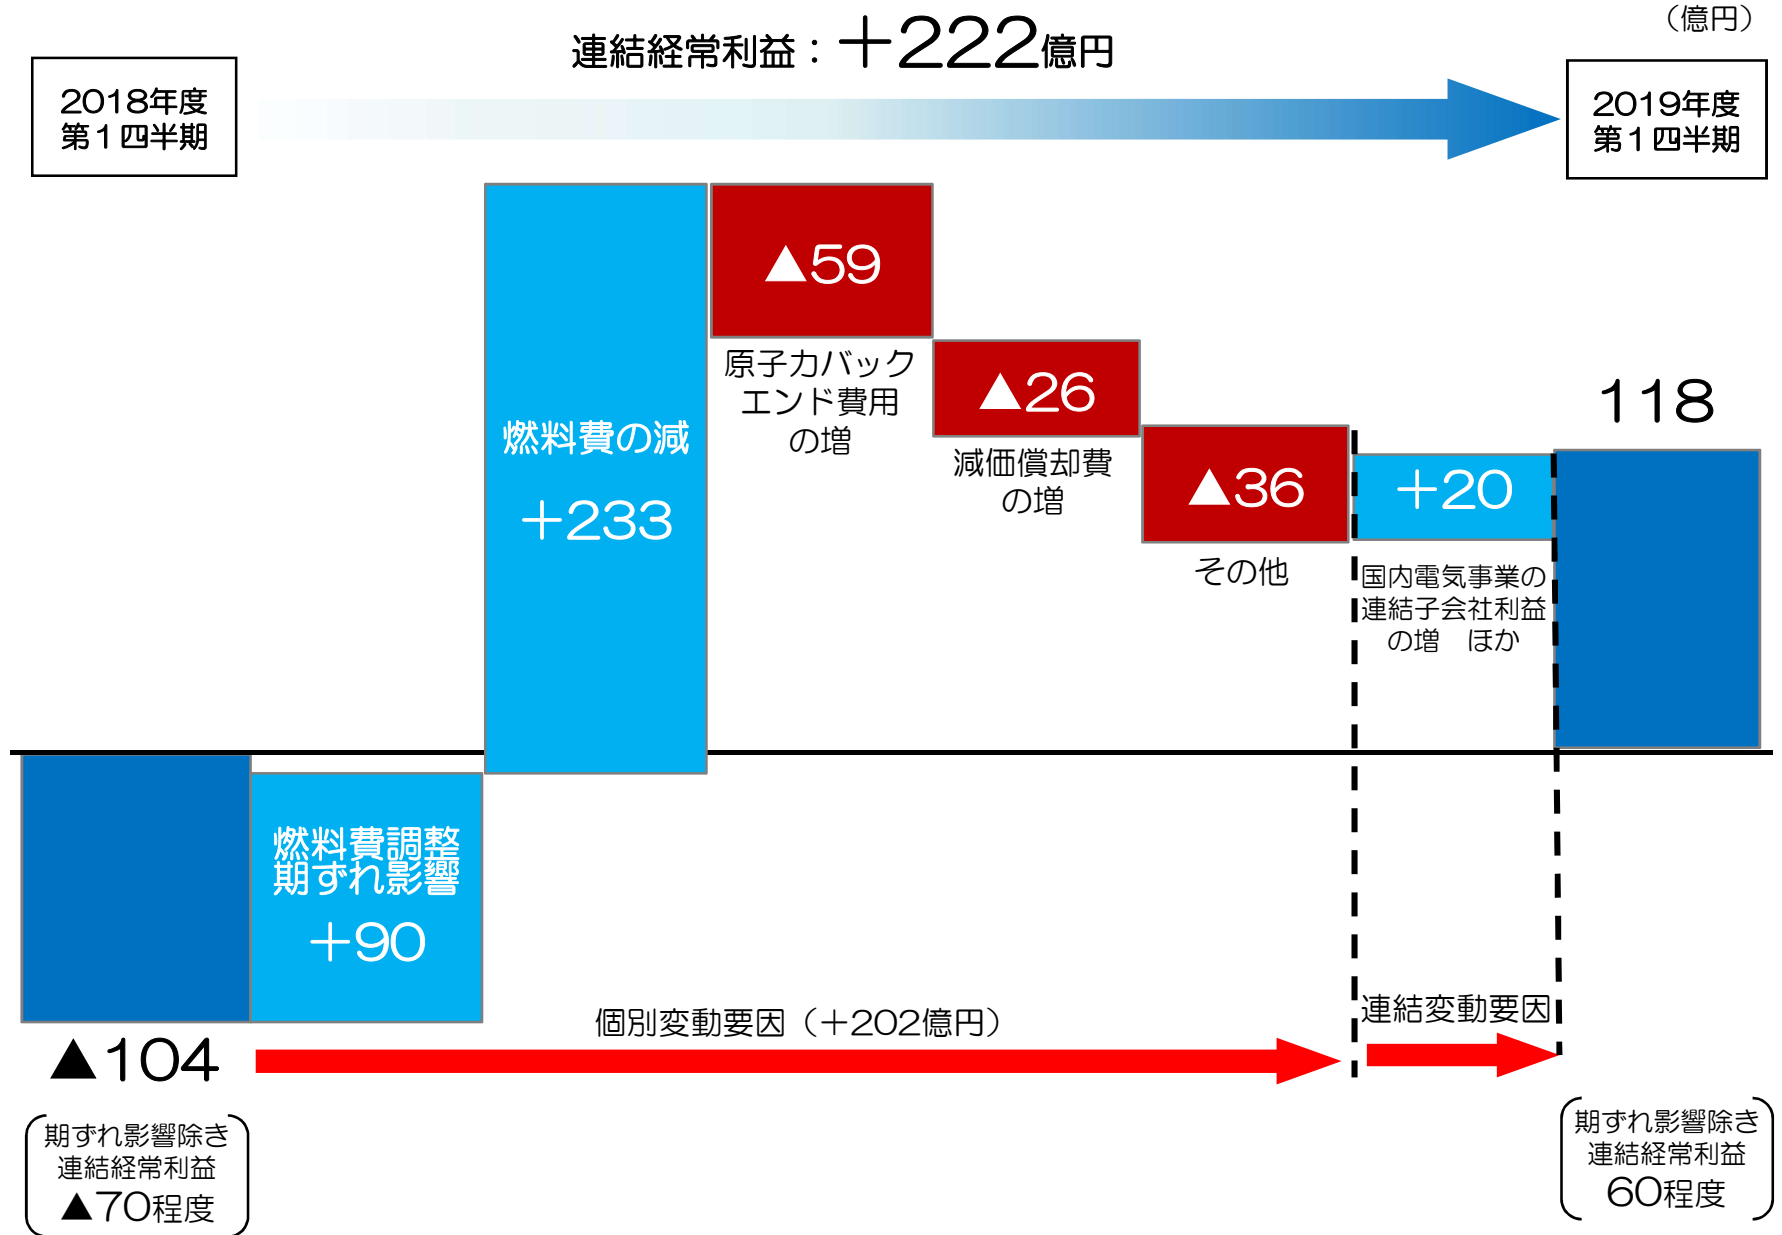 （億円）
連結経常利益：＋222億円
2018年度
第１四半期
2019年度
第１四半期
燃料費の減
＋233
▲59
原子力バック
エンド費用
の増
▲26
減価償却費
の増
▲36
その他
＋20
国内電気事業の
連結子会社利益
の増　ほか
118
燃料費調整
期ずれ影響
＋90
▲104
個別変動要因（＋202億円）
連結変動要因
期ずれ影響除き
連結経常利益
▲70程度
期ずれ影響除き
連結経常利益
60程度